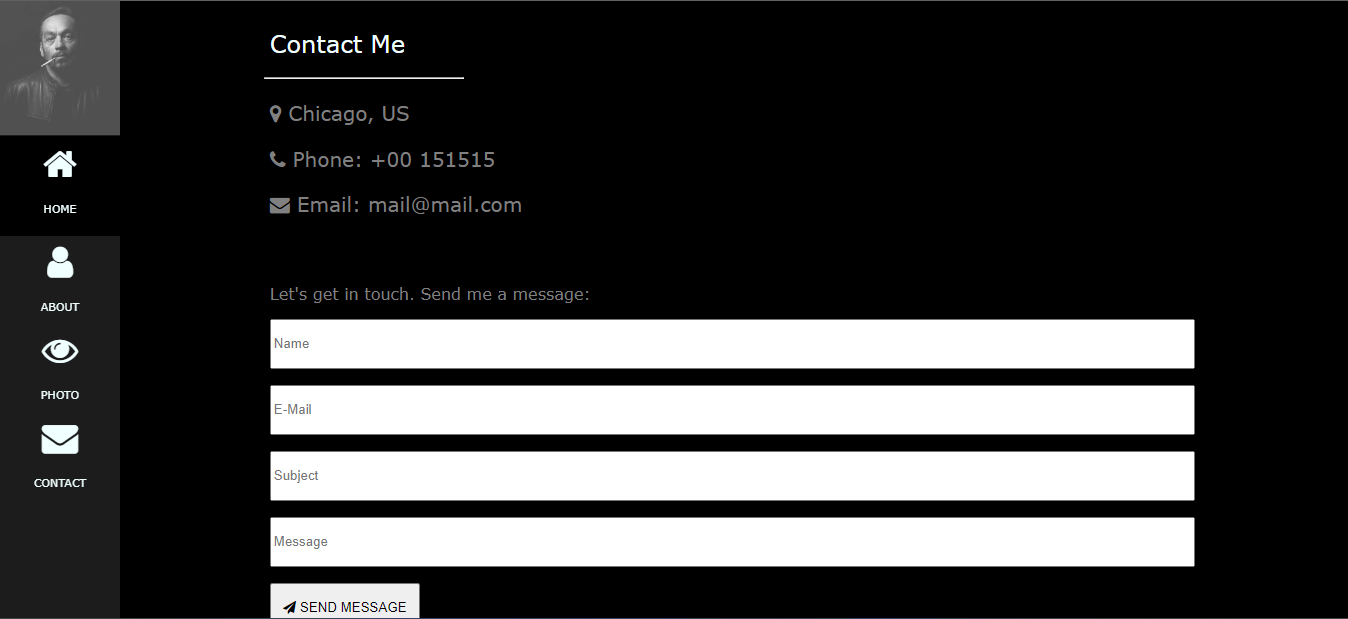 HOME
ABOUT
PHOTO
CONTACT
Contact Me
Chicago, US
Phone: +00 151515
Email: mail@mail.com
Let's get in touch. Send me a message:
Name
E-Mail
Subject
Message
SEND MESSAGE